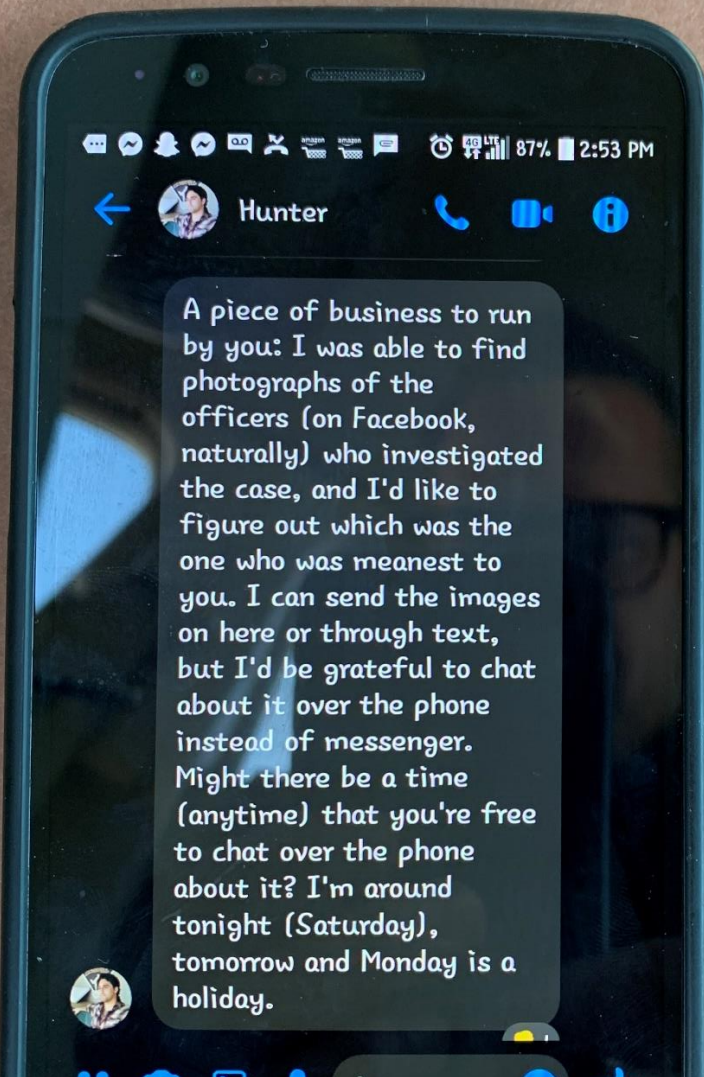 4G LTE 87% 2:53 PM
Hunter
A piece of business to run
by you: I was able to find
photographs of the
officers (on Facebook,
naturally) who investigated
the case, and I'd like to
figure out which was the
one who was meanest to
you. I can send the images
on here or through text,
but I'd be grateful to chat
about it over the phone
instead of messenger.
Might there be a time
(anytime) that you're free
to chat over the phone
about it? I'm around
tonight (Saturday),
tomorrow and Monday is a
holiday.